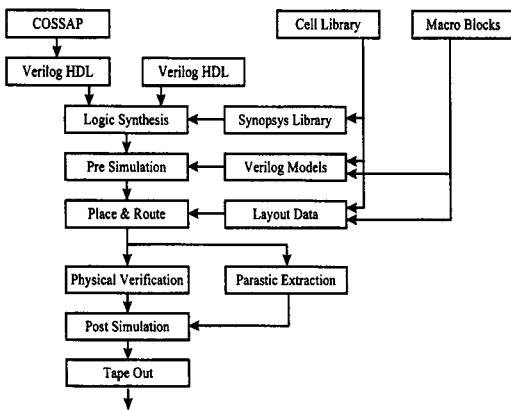 COSSAP
Cell Library
Macro Blocks
Verilog HDL
Verilog HDL
Logic Synthesis
Synopsys Library
Pre Simulation
Verilog Models
Place & Route
Layout Data
Physical Verification
Parastic Extraction
Post Simulation
Tape Out